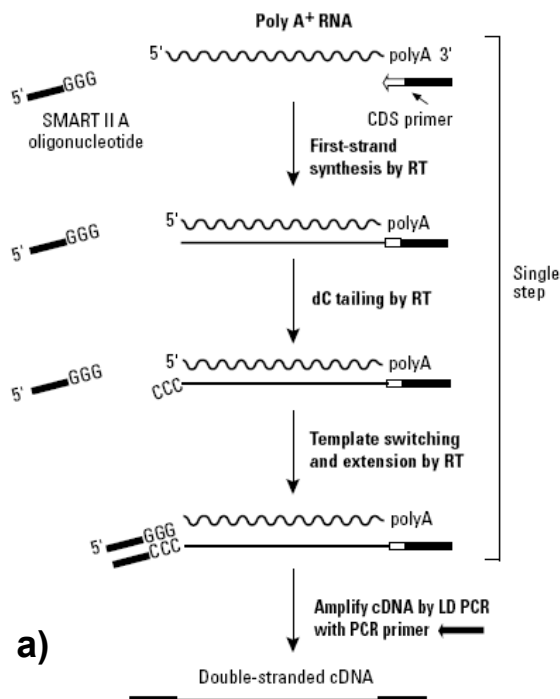 Poly A+ RNA
5' polyA 3'
5' GGG
SMART II A
oligonucleotide
CDS primer
First-strand
synthesis by RT
5' polyA
5' GGG
Single
step
dC tailing by RT
5' polyA
5' GGG
CCC
Template switching
and extension by RT
polyA
5' GGG
CCC
Amplify cDNA by LD PCR
with PCR primer
a)
Double-stranded cDNA